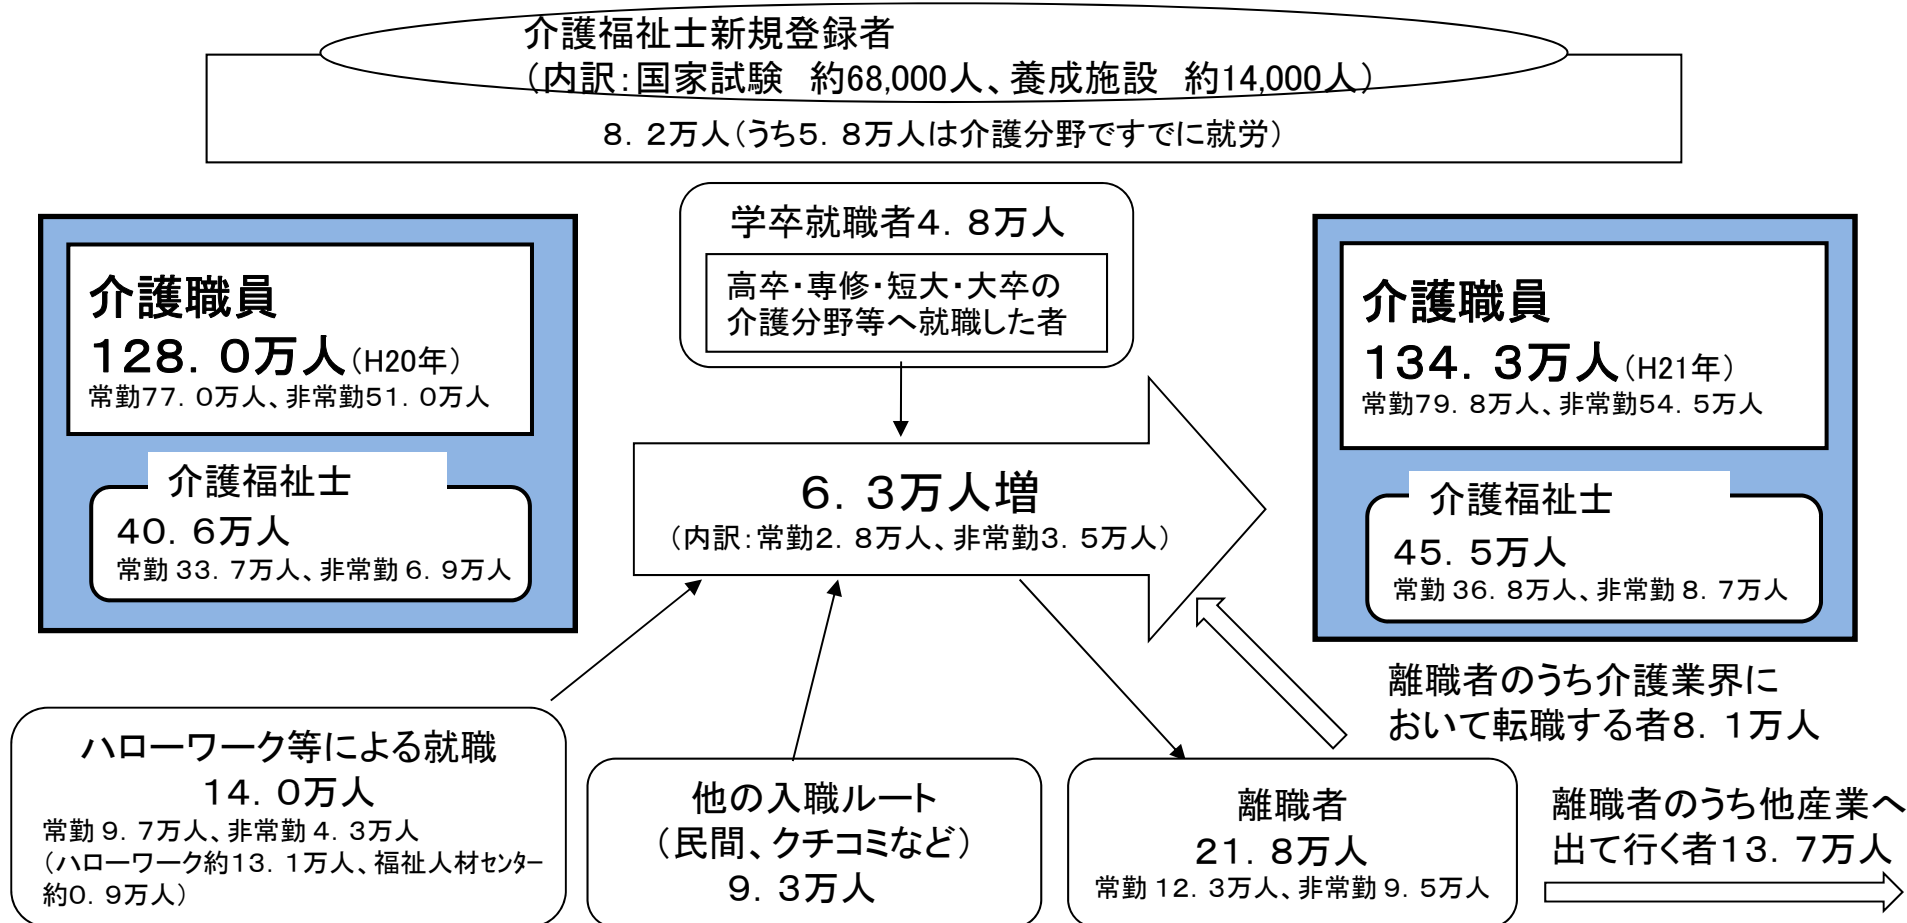 介護福祉士新規登録者
（内訳：国家試験　約68,000人、養成施設　約14,000人）
８．２万人（うち５．８万人は介護分野ですでに就労）
学卒就職者４．８万人
高卒・専修・短大・大卒の
介護分野等へ就職した者
介護職員
１２８．０万人（H20年）
常勤７７．０万人、非常勤５１．０万人
介護福祉士
４０．６万人
常勤 ３３．７万人、非常勤 ６．９万人
６．３万人増
（内訳：常勤２．８万人、非常勤３．５万人）
介護職員
１３４．３万人（H21年）
常勤７９．８万人、非常勤５４．５万人
介護福祉士
４５．５万人
常勤 ３６．８万人、非常勤 ８．７万人
離職者のうち介護業界に
おいて転職する者８．１万人
ハローワーク等による就職
１４．０万人
常勤 ９．７万人、非常勤 ４．３万人
（ハローワーク約１３．１万人、福祉人材センター
約０．９万人）
他の入職ルート
（民間、クチコミなど）
９．３万人
離職者
２１．８万人
常勤 １２．３万人、非常勤 ９．５万人
離職者のうち他産業へ
出て行く者１３．７万人